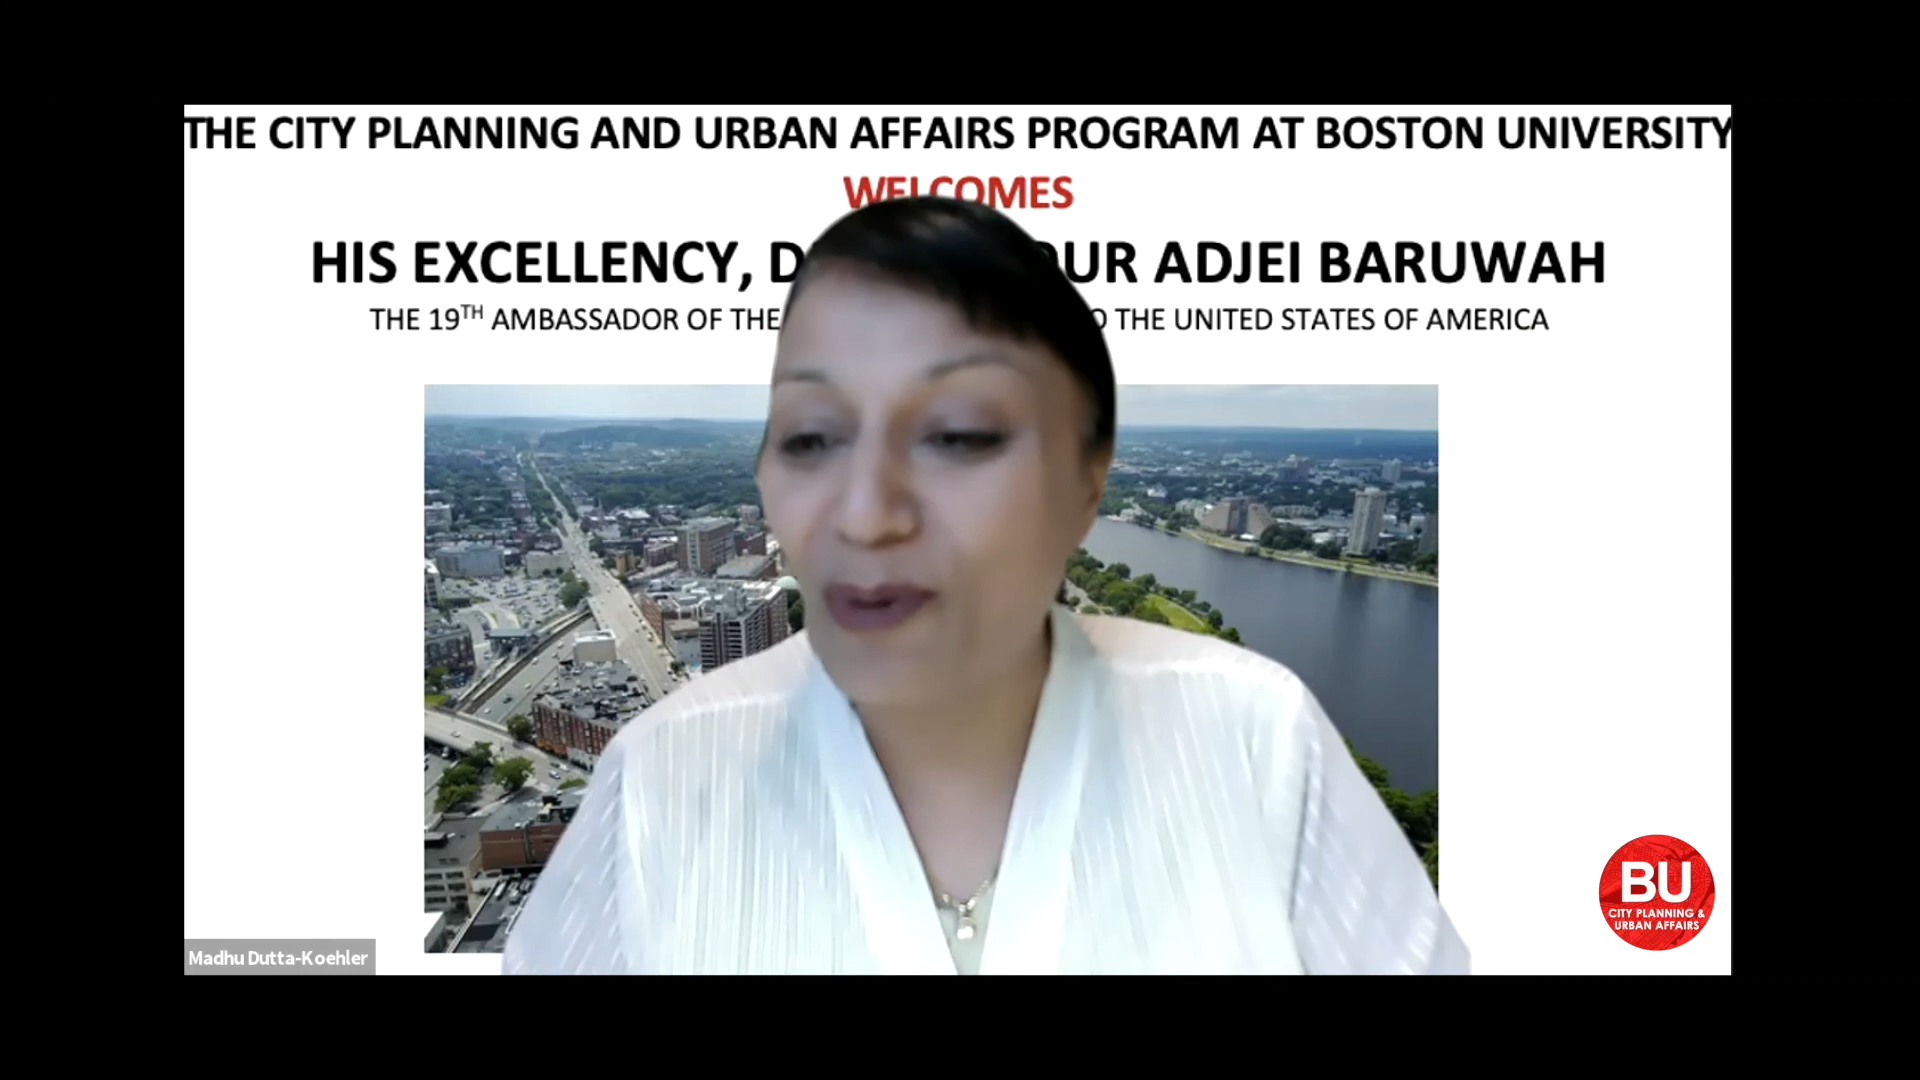 THE CITY PLANNING AND URBAN AFFAIRS PROGRAM AT BOSTON UNIVERSITY
WELCOMES
HIS EXCELLENCY, ADJEI BARUWAH
THE 19TH AMBASSADOR OF THE THE UNITED STATES OF AMERICA
BU
CITY PLANNING &
URBAN AFFAIRS
Madhu Dutta-Koehler